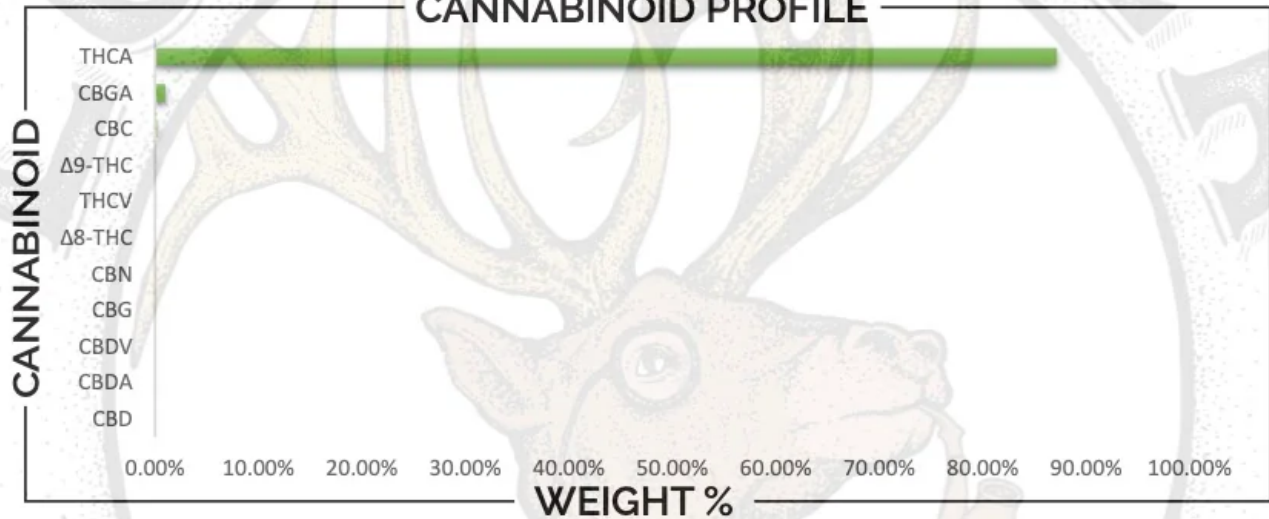 CANNABINOID PROFILE
CANNABINOID
THCA
CBGA
CBC
Δ9-THC
THCV
Δ8-THC
CBN
CBG
CBDV
CBDA
CBD
0.00% 10.00% 20.00% 30.00% 40.00% 50.00% 60.00% 70.00% 80.00% 90.00% 100.00%
WEIGHT %